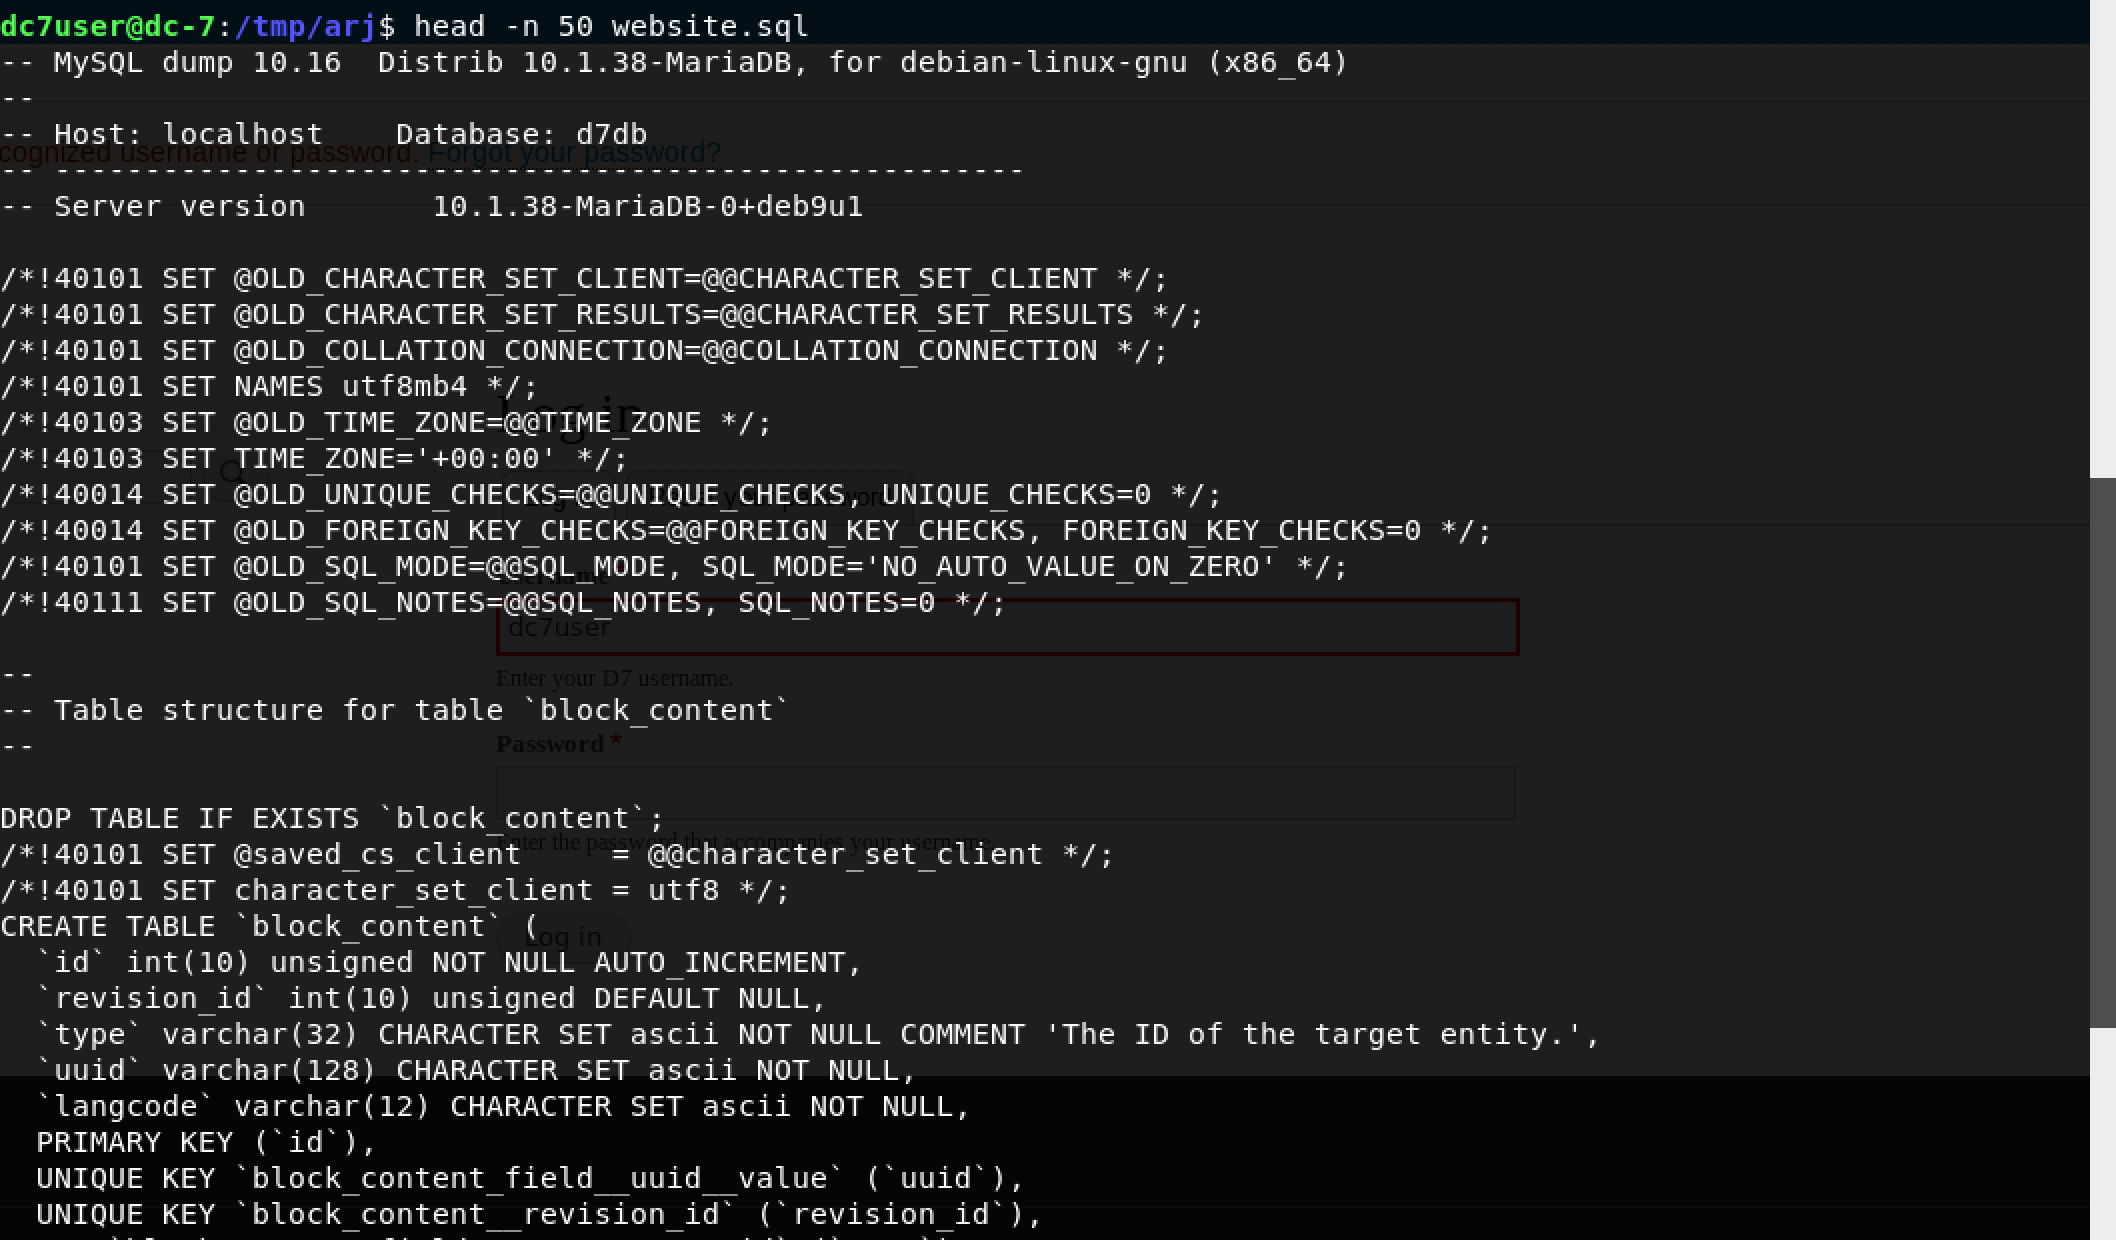 dc7user@dc-7:/tmp/arj$ head -n 50 website.sql
-- MySQL dump 10.16  Distrib 10.1.38-MariaDB, for debian-linux-gnu (x86_64)
--
-- Host: localhost    Database: d7db
cognized username or password. Forgot your password?
-- ------------------------------------------------------
-- Server version       10.1.38-MariaDB-0+deb9u1
/*!40101 SET @OLD_CHARACTER_SET_CLIENT=@@CHARACTER_SET_CLIENT */;
/*!40101 SET @OLD_CHARACTER_SET_RESULTS=@@CHARACTER_SET_RESULTS */;
/*!40101 SET @OLD_COLLATION_CONNECTION=@@COLLATION_CONNECTION */;
/*!40101 SET NAMES utf8mb4 */;
Log in
/*!40103 SET @OLD_TIME_ZONE=@@TIME_ZONE */;
/*!40103 SET TIME_ZONE='+00:00' */;
/*!40014 SET @OLD_UNIQUE_CHECKS=@@UNIQUE_CHECKS, UNIQUE_CHECKS=0 */;
/*!40014 SET @OLD_FOREIGN_KEY_CHECKS=@@FOREIGN_KEY_CHECKS, FOREIGN_KEY_CHECKS=0 */;
/*!40101 SET @OLD_SQL_MODE=@@SQL_MODE, SQL_MODE='NO_AUTO_VALUE_ON_ZERO' */;
/*!40111 SET @OLD_SQL_NOTES=@@SQL_NOTES, SQL_NOTES=0 */;
dc7user
Enter your D7 username.
--
-- Table structure for table `block_content`
--
Password *
DROP TABLE IF EXISTS `block_content`;
Enter the password that accompanies your username.
/*!40101 SET @saved_cs_client     = @@character_set_client */;
/*!40101 SET character_set_client = utf8 */;
CREATE TABLE `block_content` (
Log in
  `id` int(10) unsigned NOT NULL AUTO_INCREMENT,
  `revision_id` int(10) unsigned DEFAULT NULL,
  `type` varchar(32) CHARACTER SET ascii NOT NULL COMMENT 'The ID of the target entity.',
  `uuid` varchar(128) CHARACTER SET ascii NOT NULL,
  `langcode` varchar(12) CHARACTER SET ascii NOT NULL,
  PRIMARY KEY (`id`),
  UNIQUE KEY `block_content_field__uuid__value` (`uuid`),
  UNIQUE KEY `block_content__revision_id` (`revision_id`),